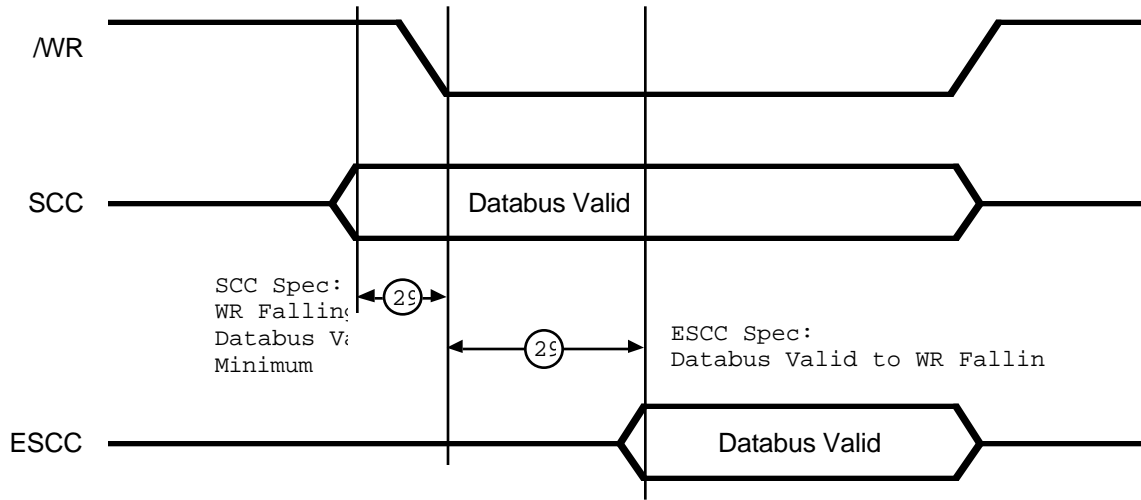 /WR
SCC
Databus Valid
SCC Spec:
WR Falling
Databus Va
Minimum
29
29
ESCC Spec:
Databus Valid to WR Fallin
ESCC
Databus Valid